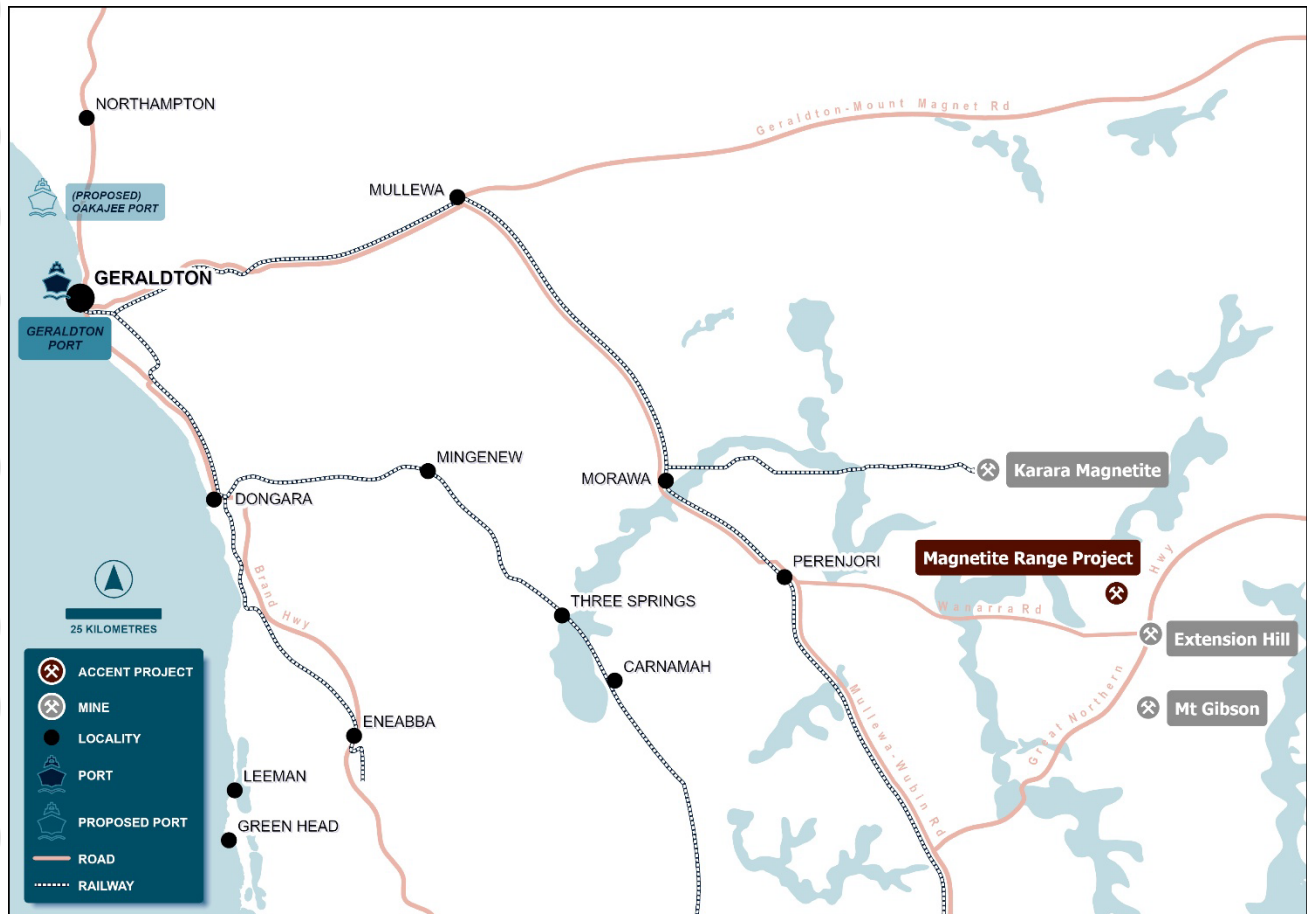 NORTHAMPTON
Geraldton-Mount Magnet Rd
(PROPOSED)
OAKAJEE PORT
MULLEWA
GERALDTON
GERALDTON
PORT
MINGENEW
MORAWA
Karara Magnetite
DONGARA
Magnetite Range Project
PERENJORI
Hwy
Brand Hwy
THREE SPRINGS
Wanarra Rd
25 KILOMETRES
Extension Hill
CARNAMAH
Mullewa-Wubin Rd
Great Northern
Mt Gibson
ENEABBA
LEEMAN
GREEN HEAD
ACCENT PROJECT
MINE
LOCALITY
PORT
PROPOSED PORT
ROAD
RAILWAY